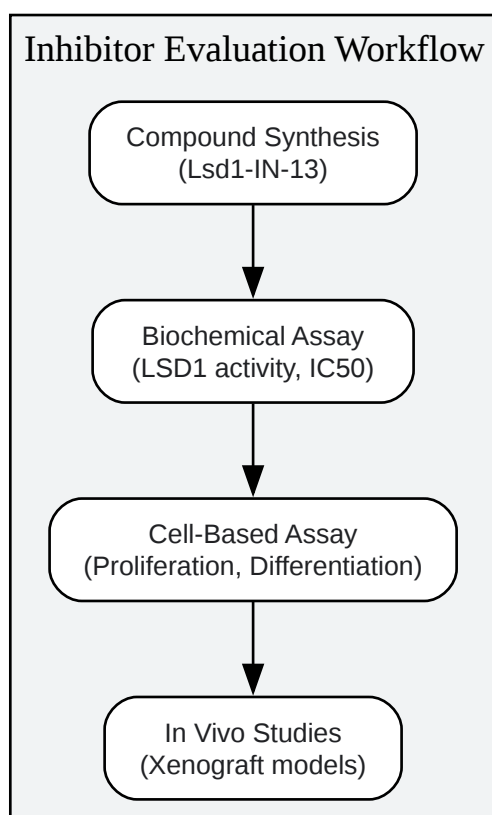 Inhibitor Evaluation Workflow
Compound Synthesis
(Lsd1-IN-13)
Biochemical Assay
(LSD1 activity, IC50)
Cell-Based Assay
(Proliferation, Differentiation)
In Vivo Studies
(Xenograft models)